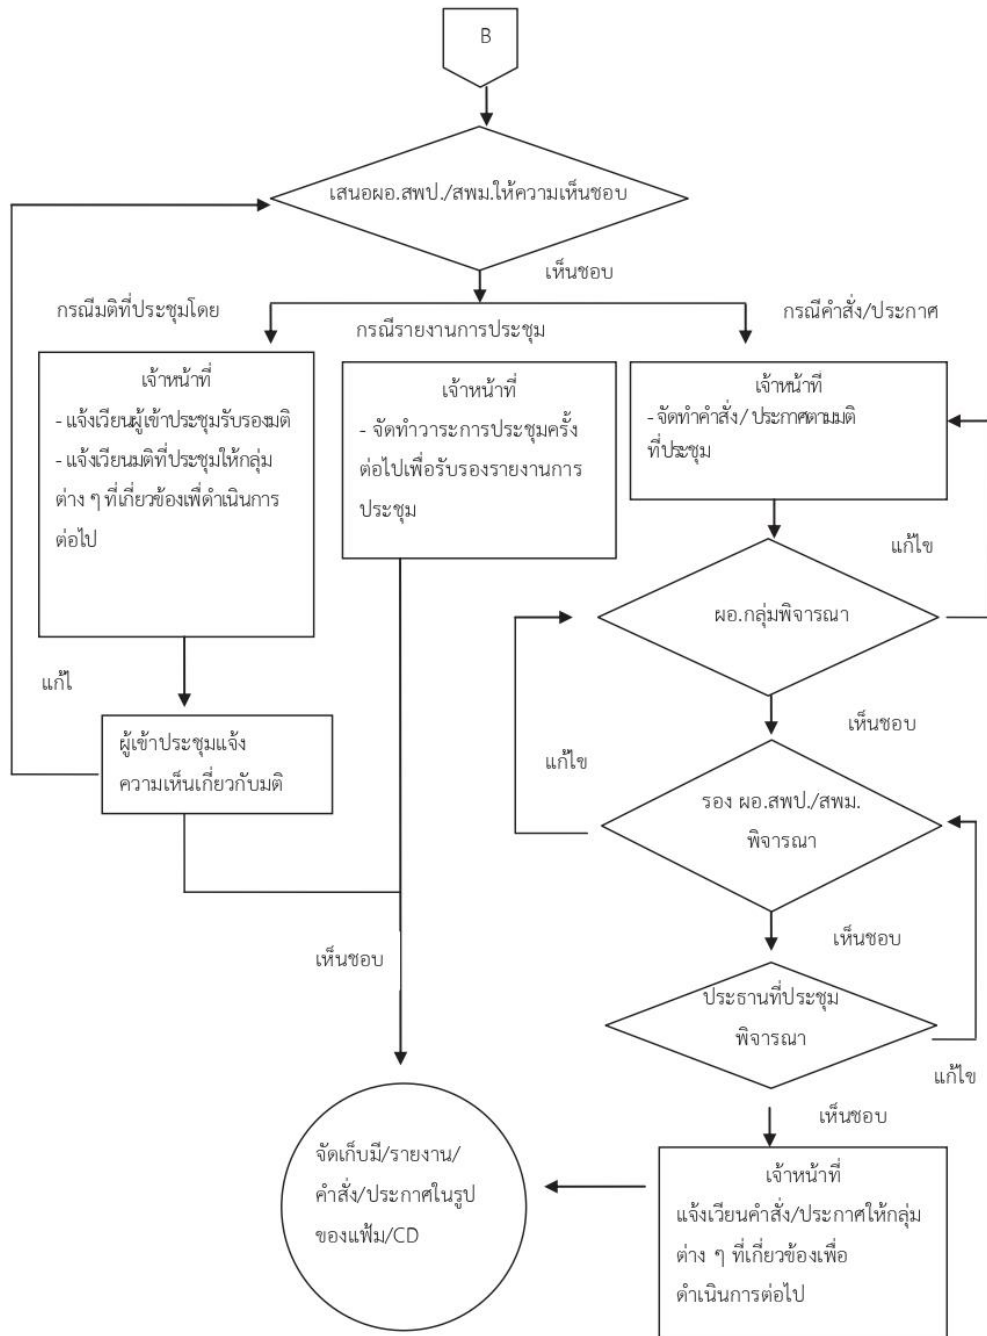 B
เสนอผอ.สพป./สพม.ให้ความเห็นชอบ
เห็นชอบ
กรณีมติที่ประชุมโดย
กรณีรายงานการประชุม
กรณีคำสั่ง/ประกาศ
เจ้าหน้าที่
- แจ้งเวียนผู้เข้าประชุมรับรองมติ
- แจ้งเวียนมติที่ประชุมให้กลุ่ม
ต่าง ๆ ที่เกี่ยวข้องเพื่ดำเนินการ
ต่อไป
เจ้าหน้าที่
- จัดทำวาระการประชุมครั้ง
ต่อไปเพื่อรับรองรายงานการ
ประชุม
เจ้าหน้าที่
- จัดทำคำสั่ง/ ประกาศตามมติ
ที่ประชุม
แก้ไข
ผอ.กลุ่มพิจารณา
แก้ไ
เห็นชอบ
ผู้เข้าประชุมแจ้ง
ความเห็นเกี่ยวกับมติ
แก้ไข
รอง ผอ.สพป./สพม.
พิจารณา
เห็นชอบ
เห็นชอบ
ประธานที่ประชุม
พิจารณา
แก้ไข
เห็นชอบ
จัดเก็บมี/รายงาน/
คำสั่ง/ประกาศในรูป
ของแฟ้ม/CD
เจ้าหน้าที่
แจ้งเวียนคำสั่ง/ประกาศให้กลุ่ม
ต่าง ๆ ที่เกี่ยวข้องเพื่อ
ดำเนินการต่อไป